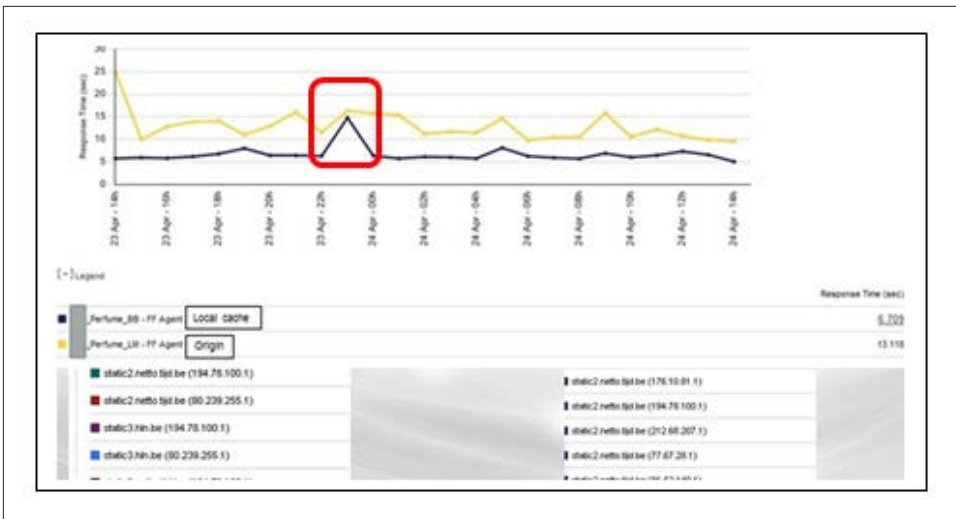 30
25
20
15
10
5
0
Response Time (sec)
23 Apr - 14h
23 Apr - 16h
23 Apr - 18h
23 Apr - 20h
23 Apr - 22h
24 Apr - 00h
24 Apr - 02h
24 Apr - 04h
24 Apr - 06h
24 Apr - 08h
24 Apr - 10h
24 Apr - 12h
24 Apr - 14h
[-] Legend
Response Time (sec)
_Perfume_BB - FF Agent Local cache 6.709
_Perfume_LM - FF Agent Origin 13.118
static2.netto.tijd.be (194.78.100.1)
static2.netto.tijd.be (80.239.255.1)
static3.hln.be (194.78.100.1)
static3.hln.be (80.239.255.1)
static2.netto.tijd.be (176.10.81.1)
static2.netto.tijd.be (194.78.100.1)
static2.netto.tijd.be (212.68.207.1)
static2.netto.tijd.be (77.67.28.1)